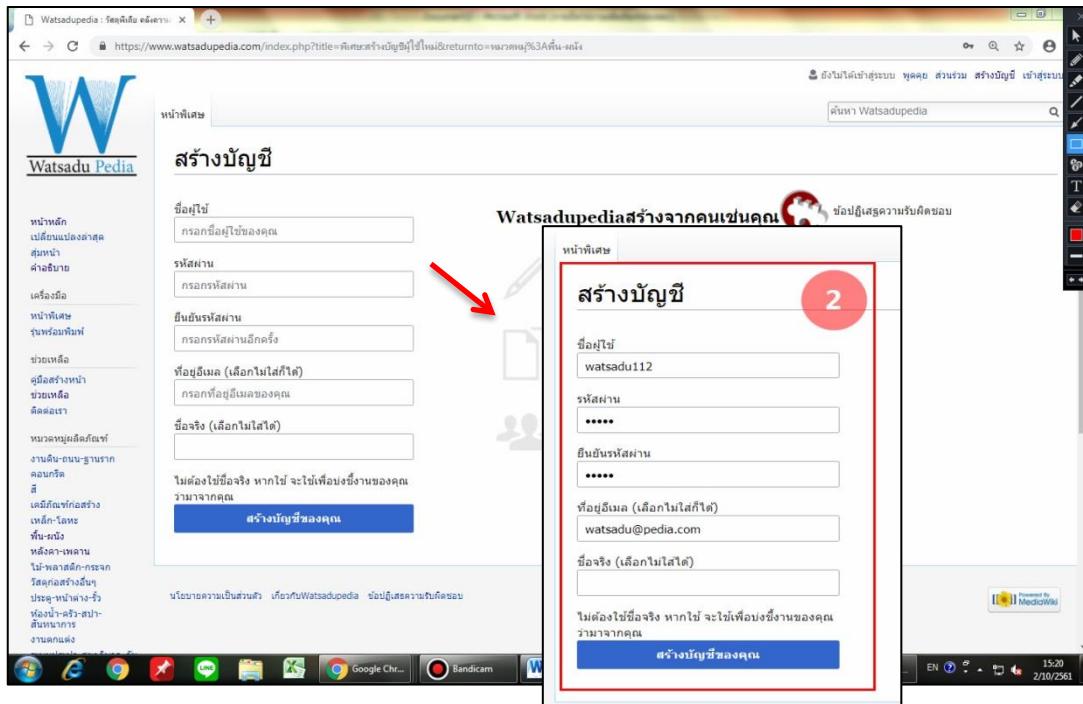 Watsadupedia : วัสดุพีเดีย คลังความ
https://www.watsadupedia.com/index.php?title=พิเศษ:สร้างบัญชีผู้ใช้ใหม่&returnto=หมวดหมู่%3Aพื้น-ผนัง
ยังไม่ได้เข้าสู่ระบบ พูดคุย ส่วนร่วม สร้างบัญชี เข้าสู่ระบบ
W
Watsadu Pedia
หน้าพิเศษ
ค้นหา Watsadupedia
สร้างบัญชี
หน้าหลัก
เปลี่ยนแปลงล่าสุด
สุ่มหน้า
คำอธิบาย
เครื่องมือ
หน้าพิเศษ
รุ่นพร้อมพิมพ์
ช่วยเหลือ
คู่มือสร้างหน้า
ช่วยเหลือ
ติดต่อเรา
หมวดหมู่ผลิตภัณฑ์
งานดิน-ถนน-ฐานราก
คอนกรีต
สี
เคมีภัณฑ์ก่อสร้าง
เหล็ก-โลหะ
พื้น-ผนัง
หลังคา-เพดาน
ไม้-พลาสติก-กระจก
วัสดุก่อสร้างอื่นๆ
ประตู-หน้าต่าง-รั้ว
ห้องน้ำ-ครัว-สปา-
สันทนาการ
งานตกแต่ง
ชื่อผู้ใช้
กรอกชื่อผู้ใช้ของคุณ
รหัสผ่าน
กรอกรหัสผ่าน
ยืนยันรหัสผ่าน
กรอกรหัสผ่านอีกครั้ง
ที่อยู่อีเมล (เลือกไม่ใส่ก็ได้)
กรอกที่อยู่อีเมลของคุณ
ชื่อจริง (เลือกไม่ใส่ได้)
ไม่ต้องใช้ชื่อจริง หากใช้ จะใช้เพื่อบ่งชี้งานของคุณ
ว่ามาจากคุณ
สร้างบัญชีของคุณ
Watsadupediaสร้างจากคนเช่นคุณ
ข้อปฏิเสธความรับผิดชอบ
นโยบายความเป็นส่วนตัว เกี่ยวกับWatsadupedia ข้อปฏิเสธความรับผิดชอบ
หน้าพิเศษ
สร้างบัญชี
2
ชื่อผู้ใช้
watsadu112
รหัสผ่าน
•••••
ยืนยันรหัสผ่าน
•••••
ที่อยู่อีเมล (เลือกไม่ใส่ก็ได้)
watsadu@pedia.com
ชื่อจริง (เลือกไม่ใส่ได้)
ไม่ต้องใช้ชื่อจริง หากใช้ จะใช้เพื่อบ่งชี้งานของคุณ
ว่ามาจากคุณ
สร้างบัญชีของคุณ
Powered By
MediaWiki
T
LINE
Google Chr...
Bandicam
W
EN
15:20
2/10/2561